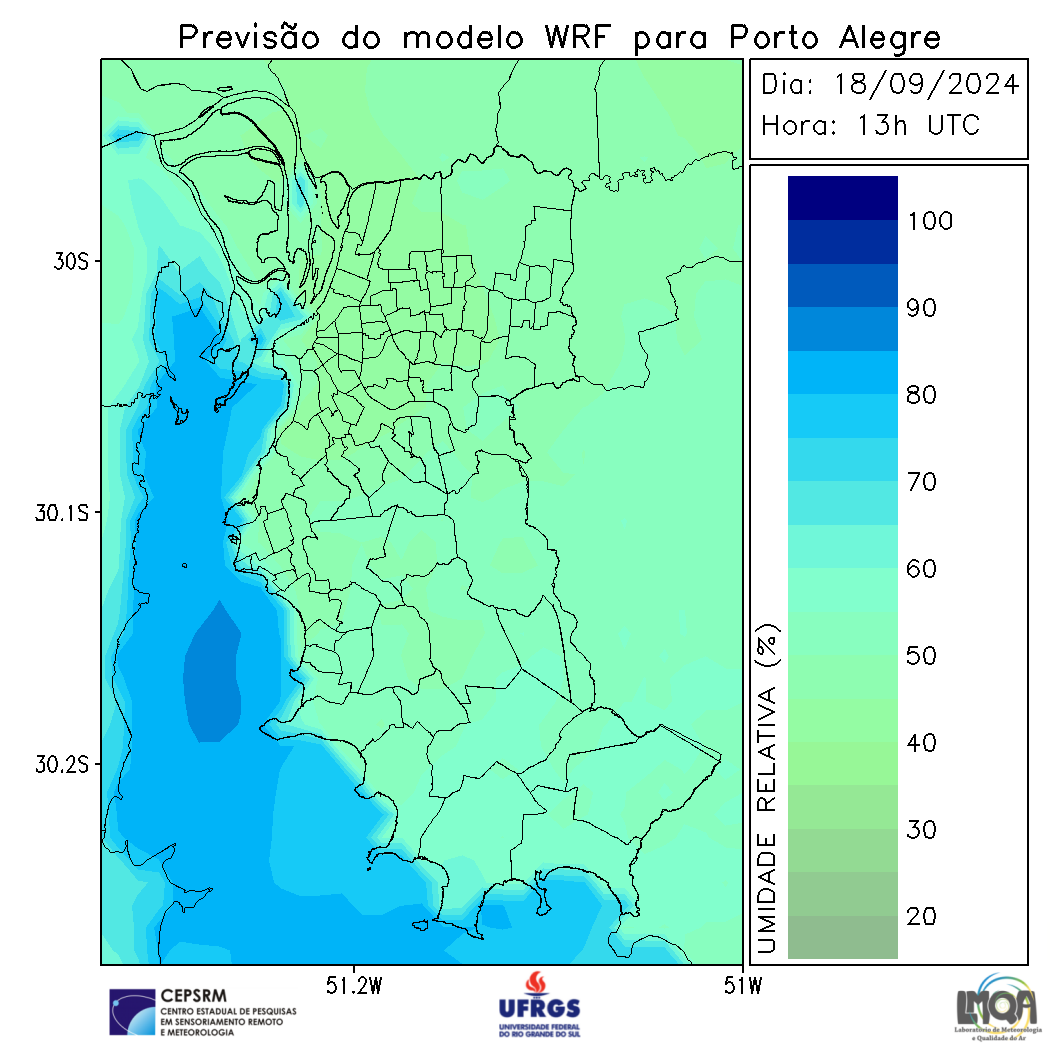 Previsão do modelo WRF para Porto Alegre
Dia: 18/09/2024
Hora: 13h UTC
100
90
80
70
60
50
40
30
20
UMIDADE RELATIVA (%)
30S
30.1S
30.2S
51.2W
51W
CEPSRM
CENTRO ESTADUAL DE PESQUISAS
EM SENSORIAMENTO REMOTO
E METEOROLOGIA
UFRGS
UNIVERSIDADE FEDERAL
DO RIO GRANDE DO SUL
LMQA
Laboratório de Meteorologia
e Qualidade do Ar